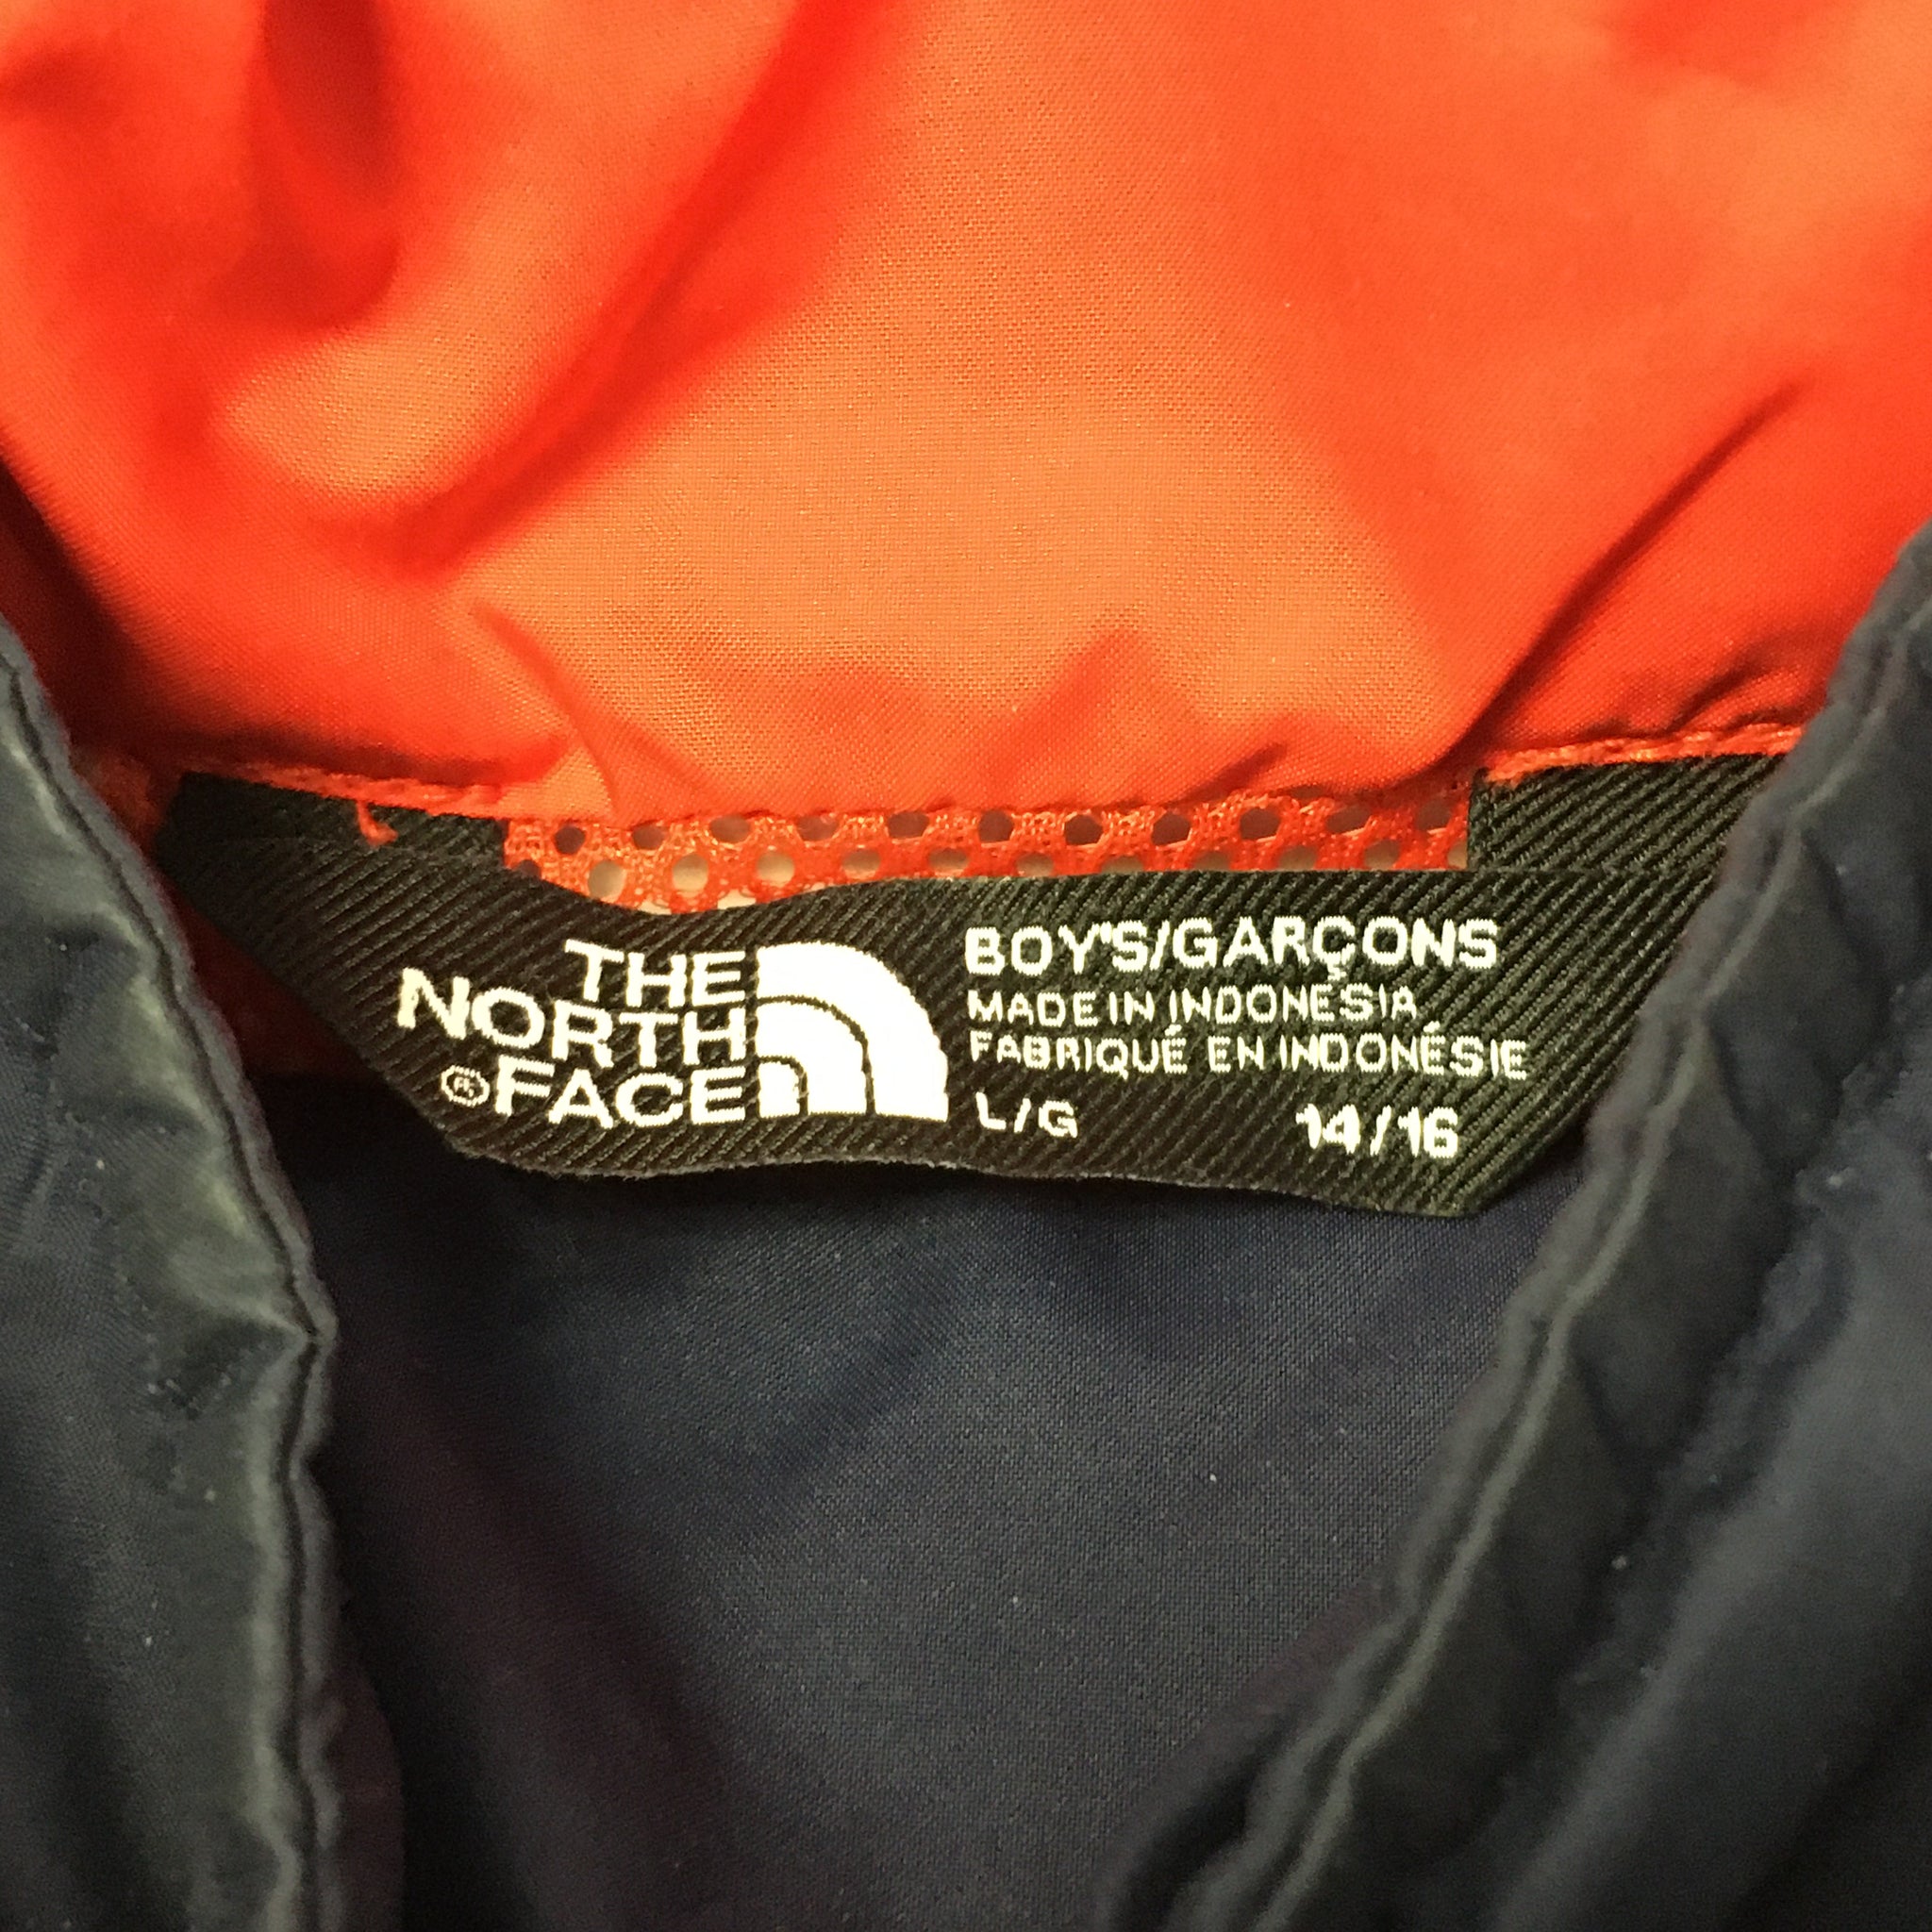 THE
NORTH
®FACE
BOY'S/GARÇONS
MADE IN INDONESIA
FABRIQUÉ EN INDONÉSIE
L/G 14/16